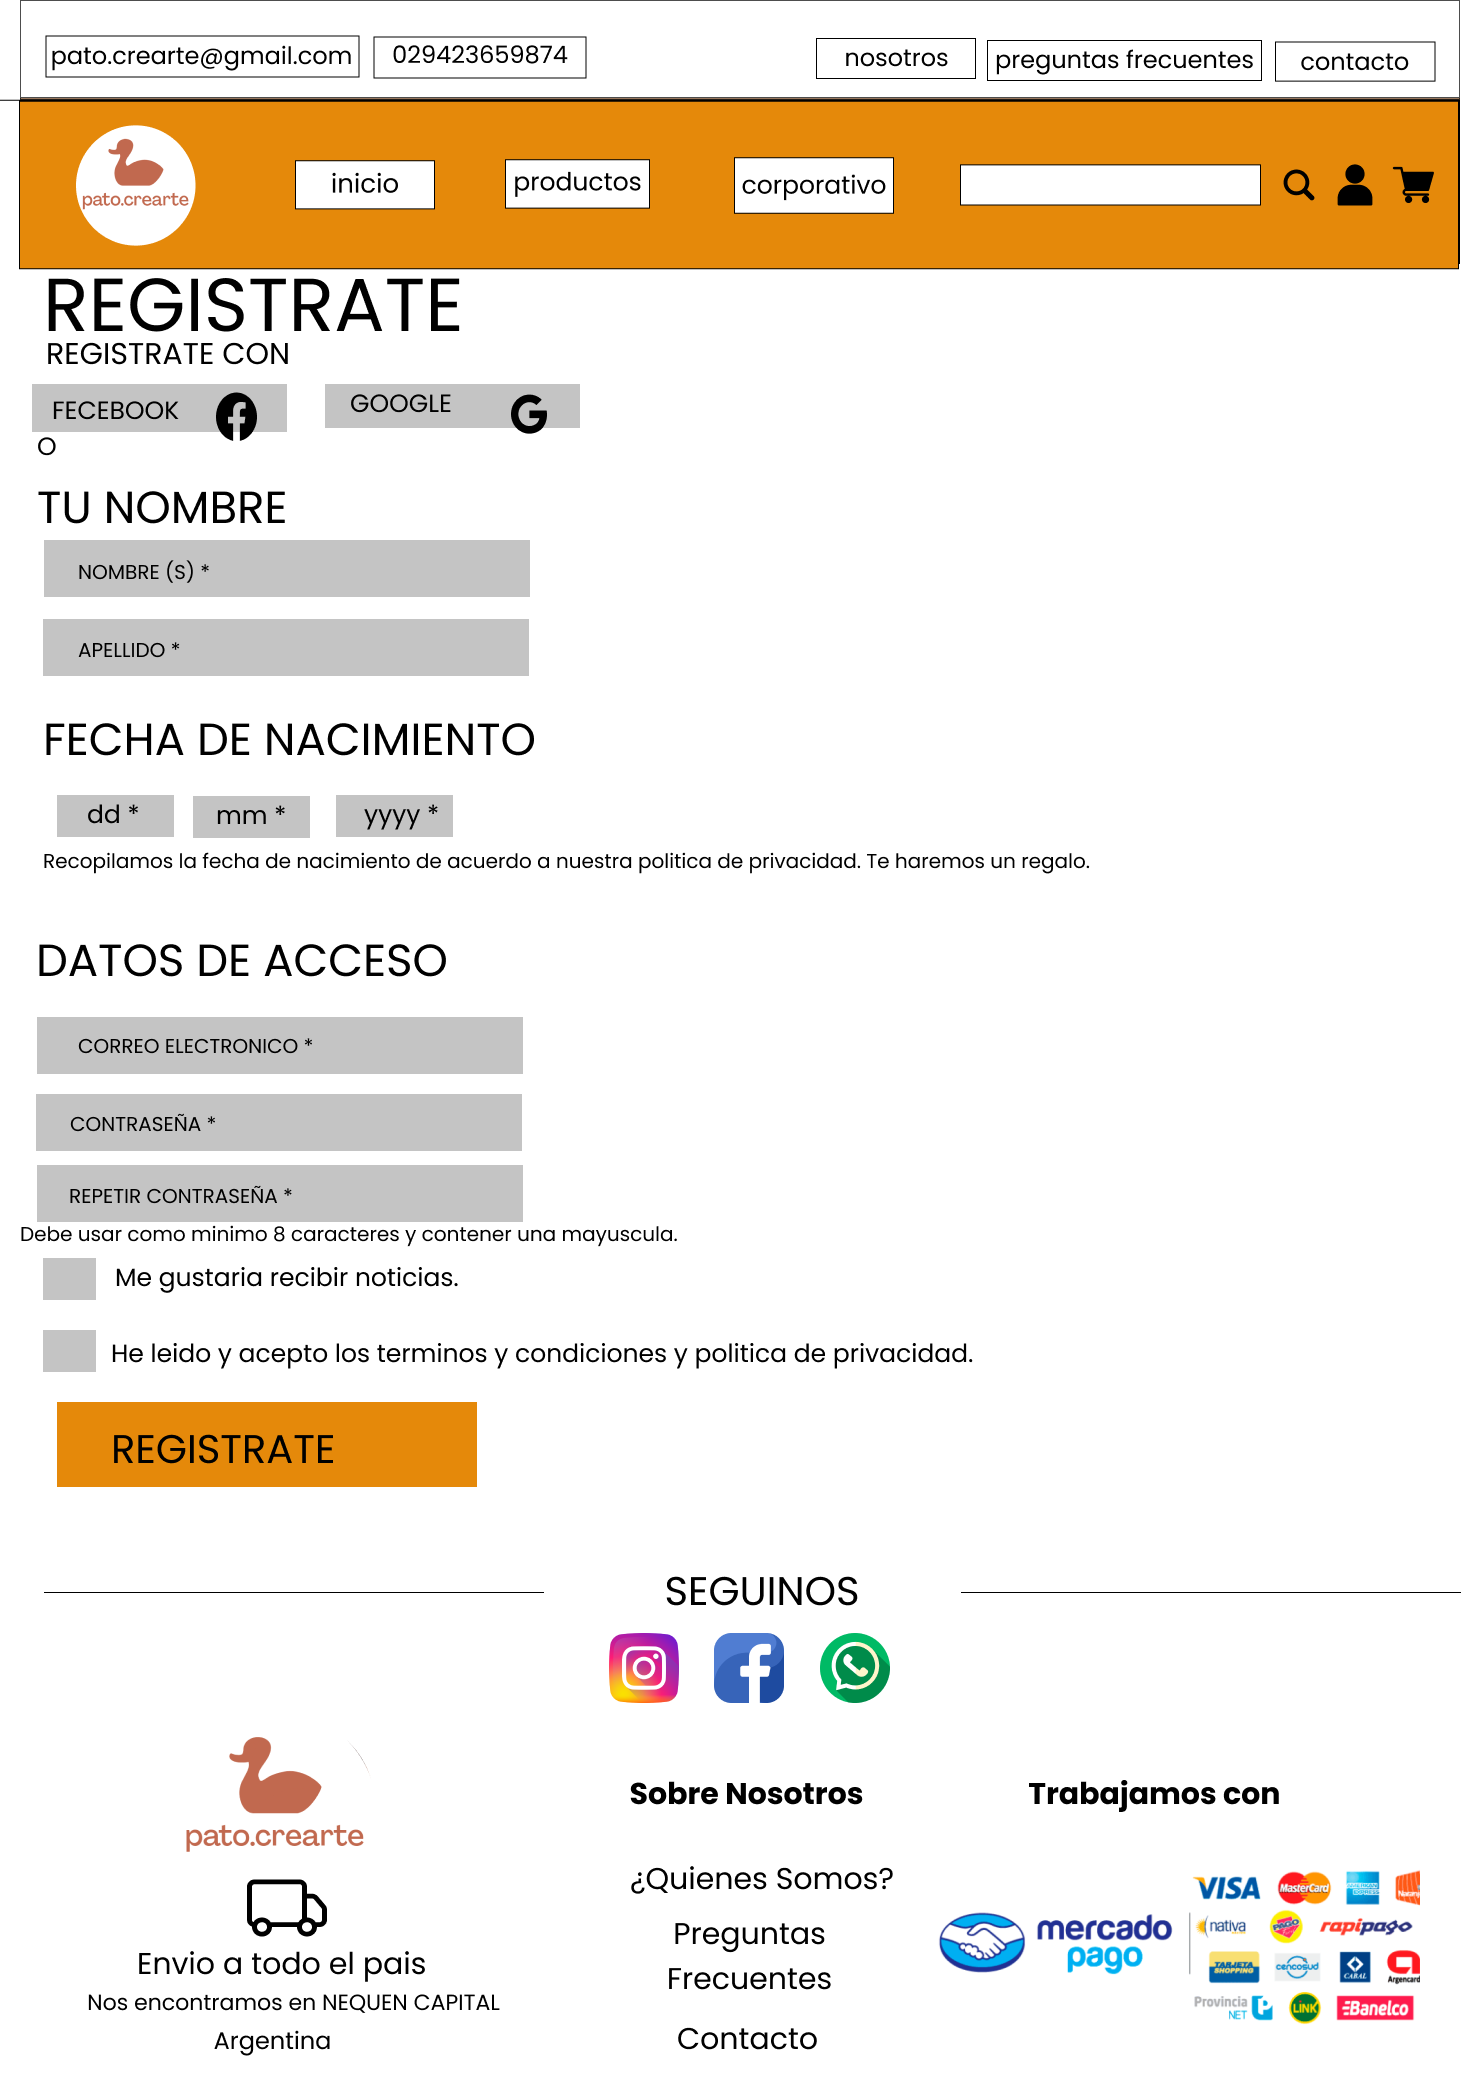 pato.crearte@gmail.com
029423659874
nosotros
preguntas frecuentes
contacto
pato.crearte
inicio
productos
corporativo
REGISTRATE
REGISTRATE CON
FECEBOOK
GOOGLE
O
TU NOMBRE
NOMBRE (S) *
APELLIDO *
FECHA DE NACIMIENTO
dd *
mm *
yyyy *
Recopilamos la fecha de nacimiento de acuerdo a nuestra politica de privacidad. Te haremos un regalo.
DATOS DE ACCESO
CORREO ELECTRONICO *
CONTRASEÑA *
REPETIR CONTRASEÑA *
Debe usar como minimo 8 caracteres y contener una mayuscula.
Me gustaria recibir noticias.
He leido y acepto los terminos y condiciones y politica de privacidad.
REGISTRATE
SEGUINOS
pato.crearte
Envio a todo el pais
Nos encontramos en NEQUEN CAPITAL
Argentina
Sobre Nosotros
¿Quienes Somos?
Preguntas
Frecuentes
Contacto
Trabajamos con
mercado
pago
VISA
MasterCard
AMERICAN
EXPRESS
nativa
PAGO
rapipago
TARJETA
SHOPPING
cencosud
CABAL
Argencard
Provincia
NET
LINK
Banelco